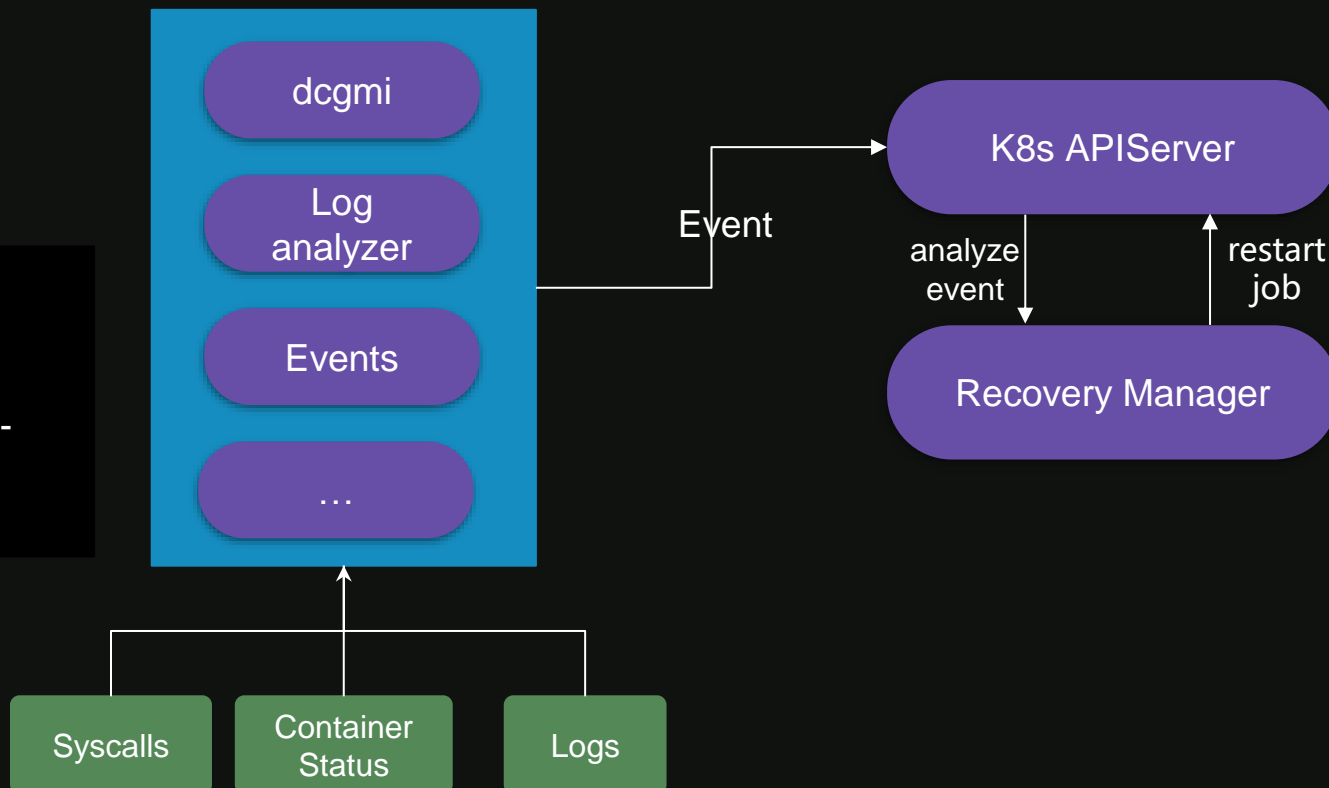 dcgmi
Log
analyzer
Events
...
-
Event
K8s APIServer
analyze
event
restart
job
Recovery Manager
Syscalls
Container
Status
Logs